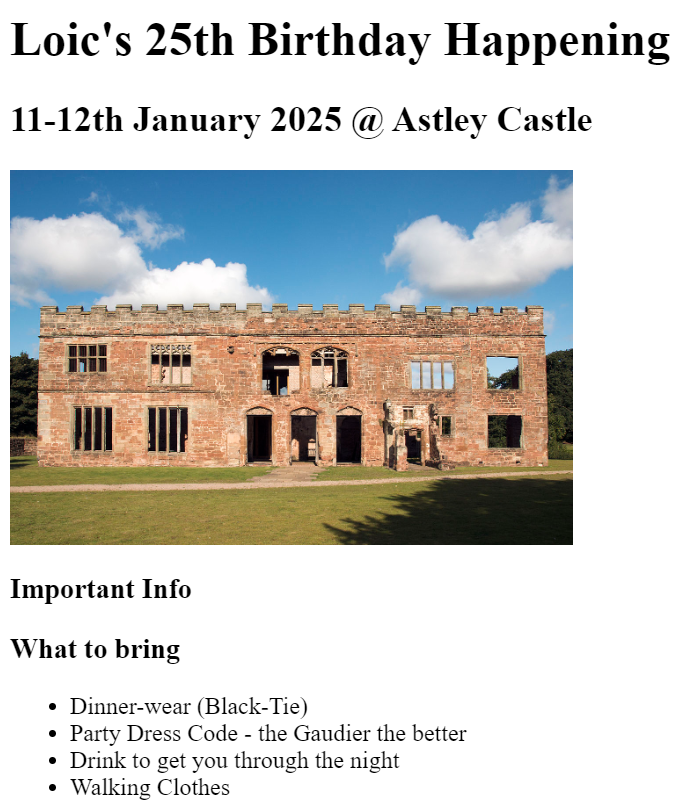 Loic's 25th Birthday Happening
11-12th January 2025 @ Astley Castle
Important Info
What to bring
• Dinner-wear (Black-Tie)
• Party Dress Code - the Gaudier the better
• Drink to get you through the night
• Walking Clothes